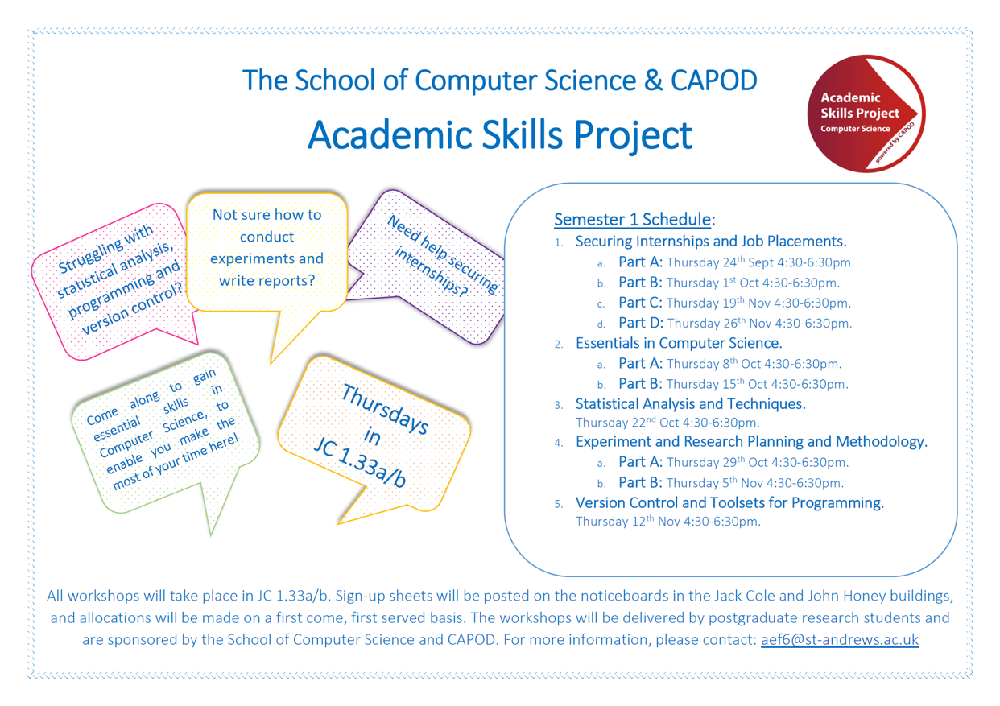 The School of Computer Science & CAPOD
Academic Skills Project
Academic
Skills Project
Computer Science
powered by CAPOD
Struggling with
statistical analysis,
programming and
version control?
Not sure how to
conduct
experiments and
write reports?
Need help securing
internships?
Come along to gain
essential skills in
Computer Science, to
enable you make the
most of your time here!
Thursdays
in
JC 1.33a/b
Semester 1 Schedule:
1. Securing Internships and Job Placements.
a. Part A: Thursday 24th Sept 4:30-6:30pm.
b. Part B: Thursday 1st Oct 4:30-6:30pm.
c. Part C: Thursday 19th Nov 4:30-6:30pm.
d. Part D: Thursday 26th Nov 4:30-6:30pm.
2. Essentials in Computer Science.
a. Part A: Thursday 8th Oct 4:30-6:30pm.
b. Part B: Thursday 15th Oct 4:30-6:30pm.
3. Statistical Analysis and Techniques.
Thursday 22nd Oct 4:30-6:30pm.
4. Experiment and Research Planning and Methodology.
a. Part A: Thursday 29th Oct 4:30-6:30pm.
b. Part B: Thursday 5th Nov 4:30-6:30pm.
5. Version Control and Toolsets for Programming.
Thursday 12th Nov 4:30-6:30pm.
All workshops will take place in JC 1.33a/b. Sign-up sheets will be posted on the noticeboards in the Jack Cole and John Honey buildings,
and allocations will be made on a first come, first served basis. The workshops will be delivered by postgraduate research students and
are sponsored by the School of Computer Science and CAPOD. For more information, please contact: aef6@st-andrews.ac.uk